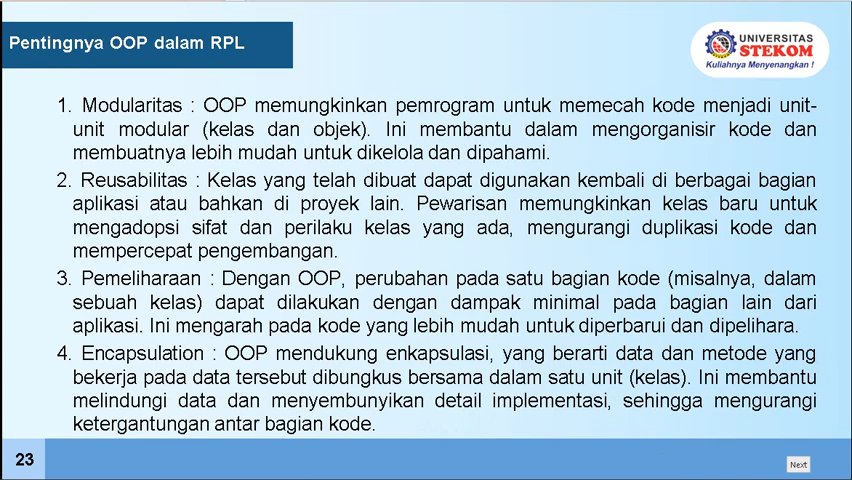 Pentingnya OOP dalam RPL
UNIVERSITAS
STEKOM
Kuliahnya Menyenangkan !
1. Modularitas : OOP memungkinkan pemrogram untuk memecah kode menjadi unit-
unit modular (kelas dan objek). Ini membantu dalam mengorganisir kode dan
membuatnya lebih mudah untuk dikelola dan dipahami.
2. Reusabilitas : Kelas yang telah dibuat dapat digunakan kembali di berbagai bagian
aplikasi atau bahkan di proyek lain. Pewarisan memungkinkan kelas baru untuk
mengadopsi sifat dan perilaku kelas yang ada, mengurangi duplikasi kode dan
mempercepat pengembangan.
3. Pemeliharaan : Dengan OOP, perubahan pada satu bagian kode (misalnya, dalam
sebuah kelas) dapat dilakukan dengan dampak minimal pada bagian lain dari
aplikasi. Ini mengarah pada kode yang lebih mudah untuk diperbarui dan dipelihara.
4. Encapsulation : OOP mendukung enkapsulasi, yang berarti data dan metode yang
bekerja pada data tersebut dibungkus bersama dalam satu unit (kelas). Ini membantu
melindungi data dan menyembunyikan detail implementasi, sehingga mengurangi
ketergantungan antar bagian kode.
23
Next